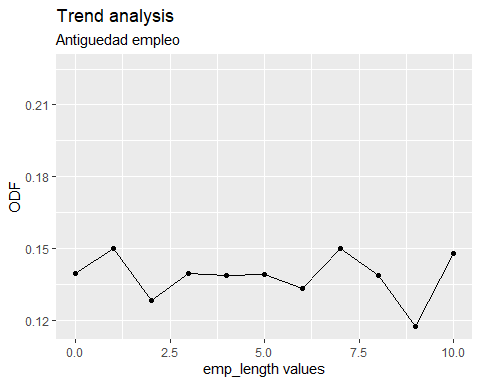 Trend analysis
Antiguedad empleo
ODF
0.21
0.18
0.15
0.12
0.0 2.5 5.0 7.5 10.0
emp_length values